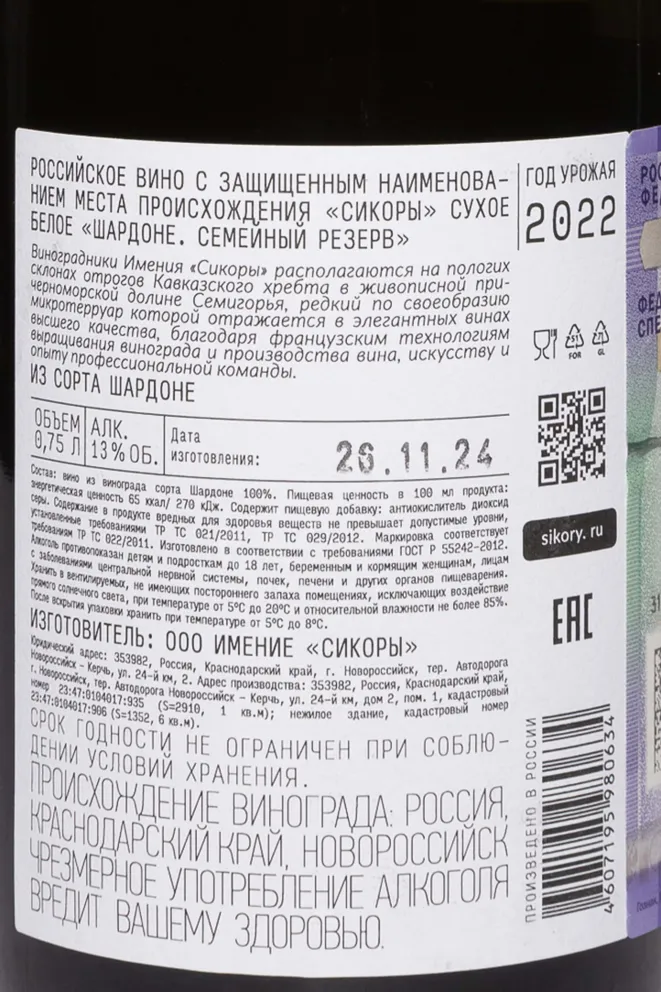 РОССИЙСКОЕ ВИНО С ЗАЩИЩЕННЫМ НАИМЕНОВА-
НИЕМ МЕСТА ПРОИСХОЖДЕНИЯ «СИКОРЫ» СУХОЕ
БЕЛОЕ «ШАРДОНЕ. СЕМЕЙНЫЙ РЕЗЕРВ»
ГОД УРОЖАЯ
2022
Виноградники Имения «Сикоры» располагаются на пологих
склонах отрогов Кавказского хребта в живописной при-
черноморской долине Семигорья, редкий по своеобразию
микротерруар которой отражается в элегантных винах
высшего качества, благодаря французским технологиям
выращивания винограда и производства вина, искусству и
опыту профессиональной команды.
ИЗ СОРТА ШАРДОНЕ
FOR
GL
ОБЪЕМ
0,75 Л
АЛК.
13% ОБ.
Дата
изготовления:
26.11.24
Состав: вино из винограда сорта Шардоне 100%. Пищевая ценность в 100 мл продукта:
энергетическая ценность 65 ккал/ 270 кДж. Содержит пищевую добавку: антиокислитель диоксид
серы. Содержание в продукте вредных для здоровья веществ не превышает допустимые уровни,
установленные требованиями ТР ТС 021/2011, ТР ТС 029/2012. Маркировка соответствует
требованиям ТР ТС 022/2011. Изготовлено в соответствии с требованиями ГОСТ Р 55242-2012.
Алкоголь противопоказан детям и подросткам до 18 лет, беременным и кормящим женщинам, лицам
с заболеваниями центральной нервной системы, почек, печени и других органов пищеварения.
Хранить в вентилируемых, не имеющих постороннего запаха помещениях, исключающих воздействие
прямого солнечного света, при температуре от 5°С до 20°С и относительной влажности не более 85%.
После вскрытия упаковки хранить при температуре от 5°С до 8°С.
sikory.ru
EAC
ИЗГОТОВИТЕЛЬ: ООО ИМЕНИЕ «СИКОРЫ»
Юридический адрес: 353982, Россия, Краснодарский край, г. Новороссийск, тер. Автодорога
Новороссийск – Керчь, ул. 24-й км, 2. Адрес производства: 353982, Россия, Краснодарский край,
г. Новороссийск, тер. Автодорога Новороссийск – Керчь, ул. 24-й км, дом 2, пом. 1, кадастровый
номер 23:47:0104017:935 (S=2910, 1 кв.м); нежилое здание, кадастровый номер
23:47:0104017:906 (S=1352, 6 кв.м).
СРОК ГОДНОСТИ НЕ ОГРАНИЧЕН ПРИ СОБЛЮ-
ДЕНИИ УСЛОВИЙ ХРАНЕНИЯ.
ПРОИСХОЖДЕНИЕ ВИНОГРАДА: РОССИЯ,
КРАСНОДАРСКИЙ КРАЙ, НОВОРОССИЙСК
ЧРЕЗМЕРНОЕ УПОТРЕБЛЕНИЕ АЛКОГОЛЯ
ВРЕДИТ ВАШЕМУ ЗДОРОВЬЮ.
ПРОИЗВЕДЕНО В РОССИИ
4607195980634
РОС
ФЕД
ФЕД
СПЕ
31